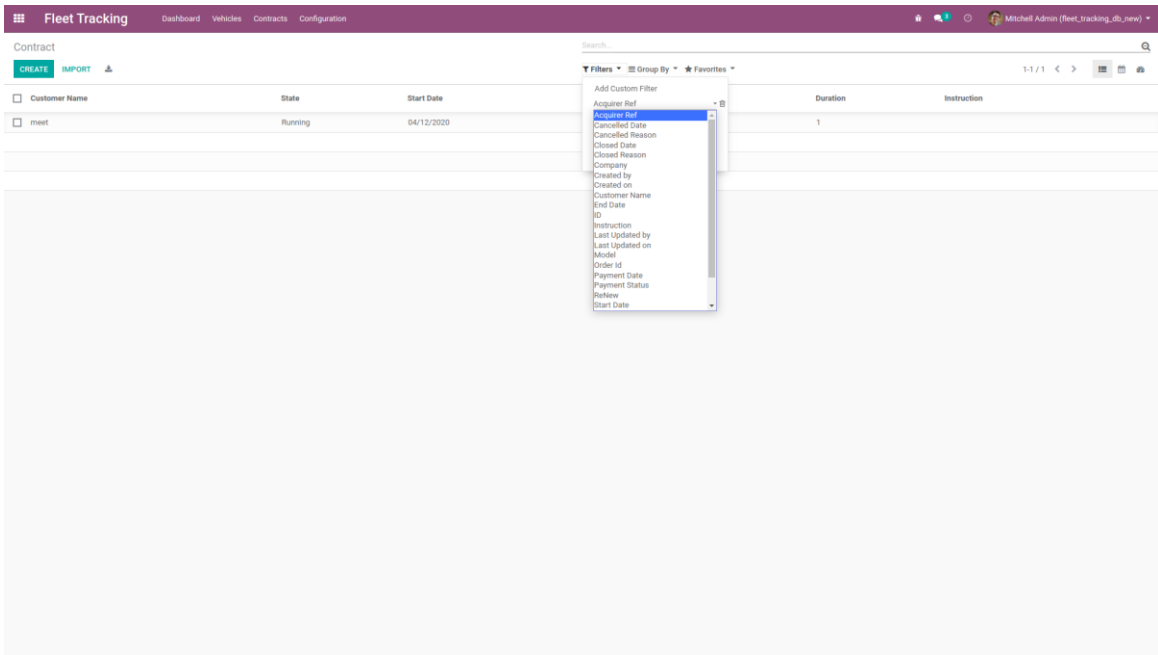 Fleet Tracking Dashboard Vehicles Contracts Configuration 3 Mitchell Admin (fleet_tracking_db_new)
Contract Search...
CREATE IMPORT Filters Group By Favorites 1-1 / 1
Add Custom Filter
Customer Name State Start Date Duration Instruction
Acquirer Ref
meet Running 04/12/2020 1
Acquirer Ref
Cancelled Date
Cancelled Reason
Closed Date
Closed Reason
Company
Created by
Created on
Customer Name
End Date
ID
Instruction
Last Updated by
Last Updated on
Model
Order Id
Payment Date
Payment Status
ReNew
Start Date